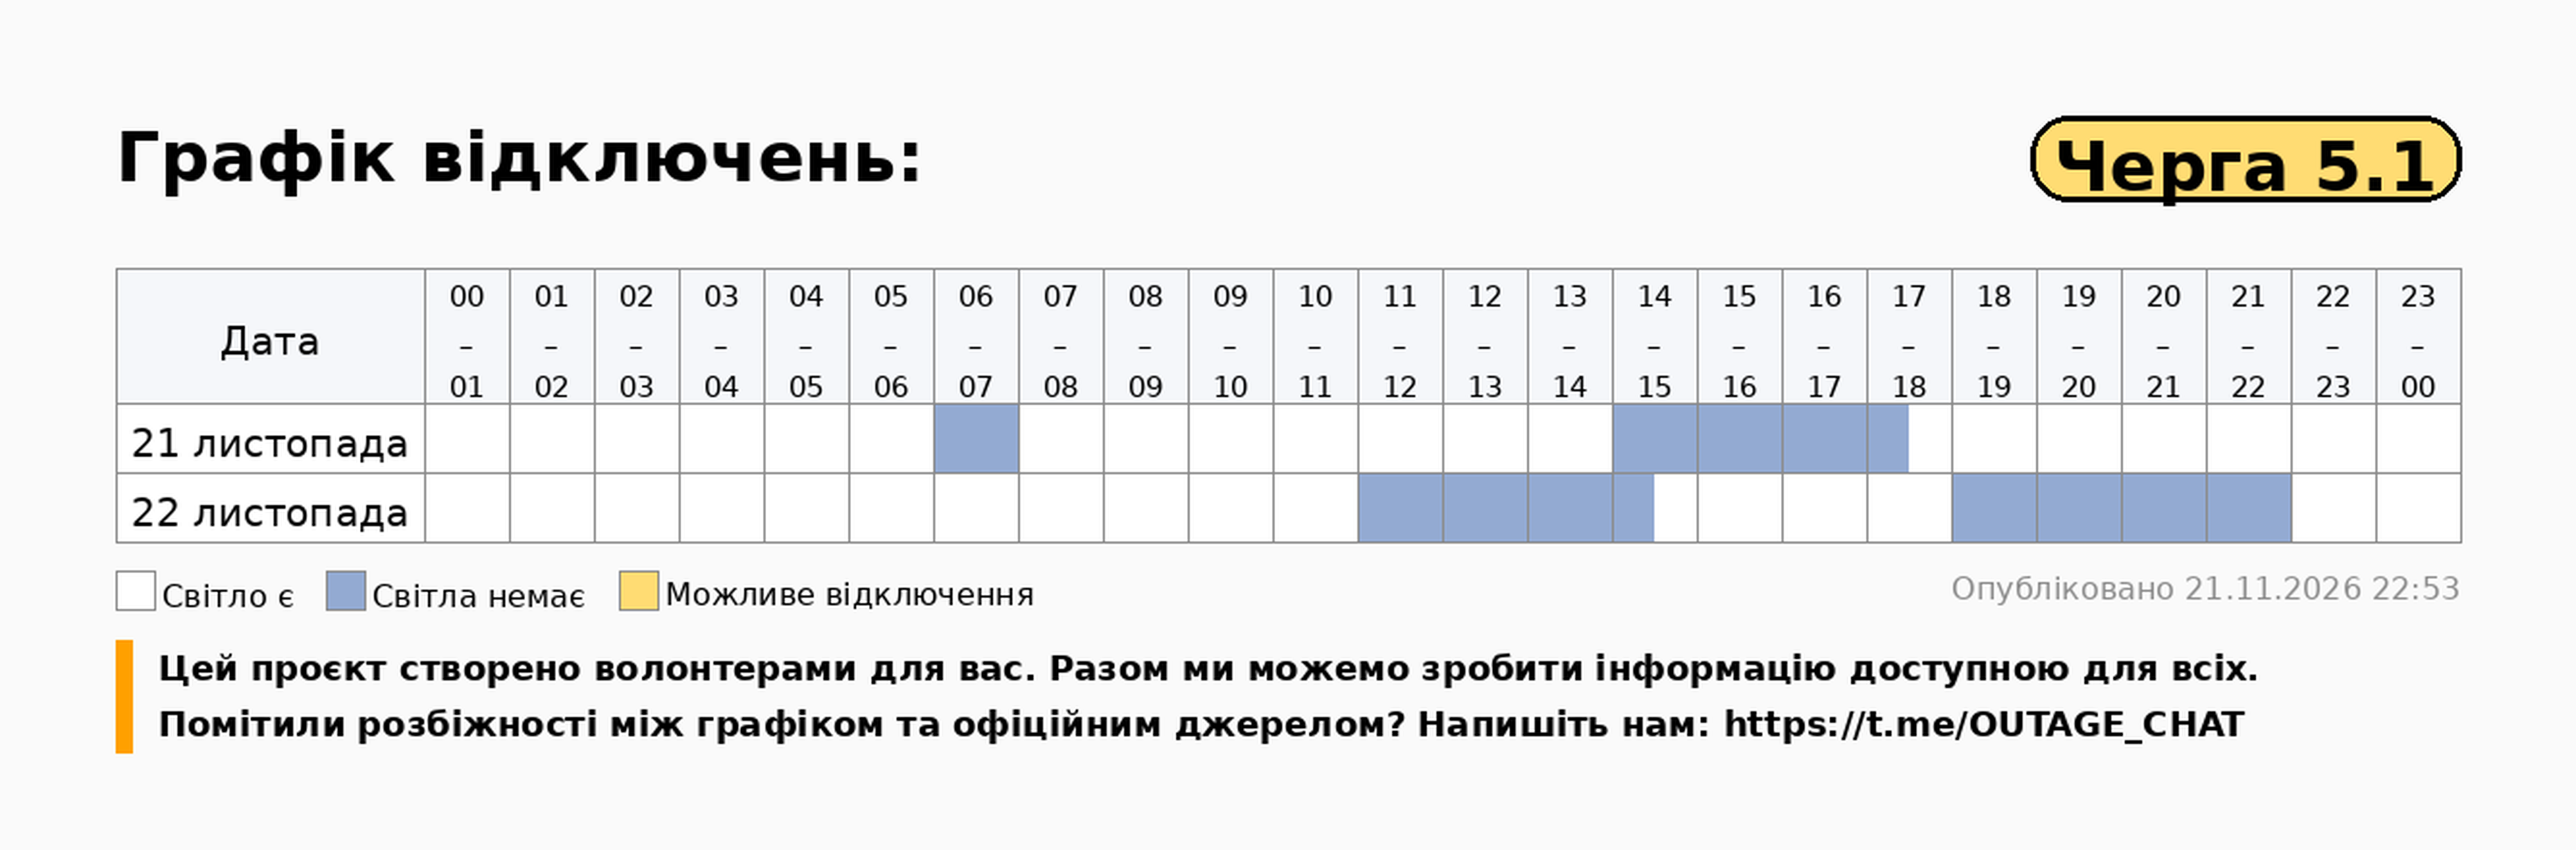 Графік відключень:
Черга 5.1
Дата
00 – 01
01 – 02
02 – 03
03 – 04
04 – 05
05 – 06
06 – 07
07 – 08
08 – 09
09 – 10
10 – 11
11 – 12
12 – 13
13 – 14
14 – 15
15 – 16
16 – 17
17 – 18
18 – 19
19 – 20
20 – 21
21 – 22
22 – 23
23 – 00
21 листопада
22 листопада
Світло є
Світла немає
Можливе відключення
Опубліковано 21.11.2026 22:53
Цей проєкт створено волонтерами для вас. Разом ми можемо зробити інформацію доступною для всіх.
Помітили розбіжності між графіком та офіційним джерелом? Напишіть нам: https://t.me/OUTAGE_CHAT